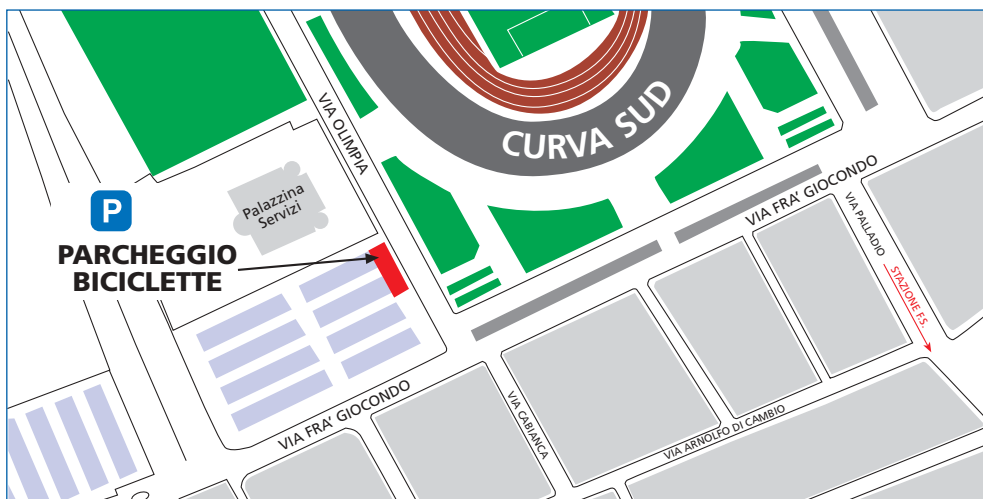 VIA OLIMPIA
CURVA SUD
Palazzina
Servizi
P
PARCHEGGIO
BICICLETTE
VIA FRA' GIOCONDO
VIA PALLADIO
STAZIONE F.S.
VIA FRA' GIOCONDO
VIA CABIANCA
VIA ARNOLFO DI CAMBIO